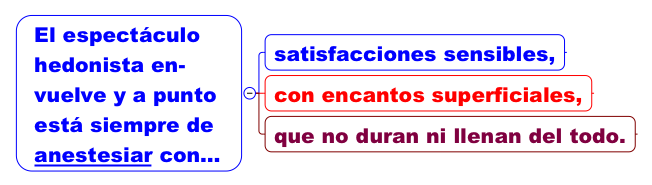 El espectáculo
hedonista en-
vuelve y a punto
está siempre de
anestesiar con...
satisfacciones sensibles,
con encantos superficiales,
que no duran ni llenan del todo.